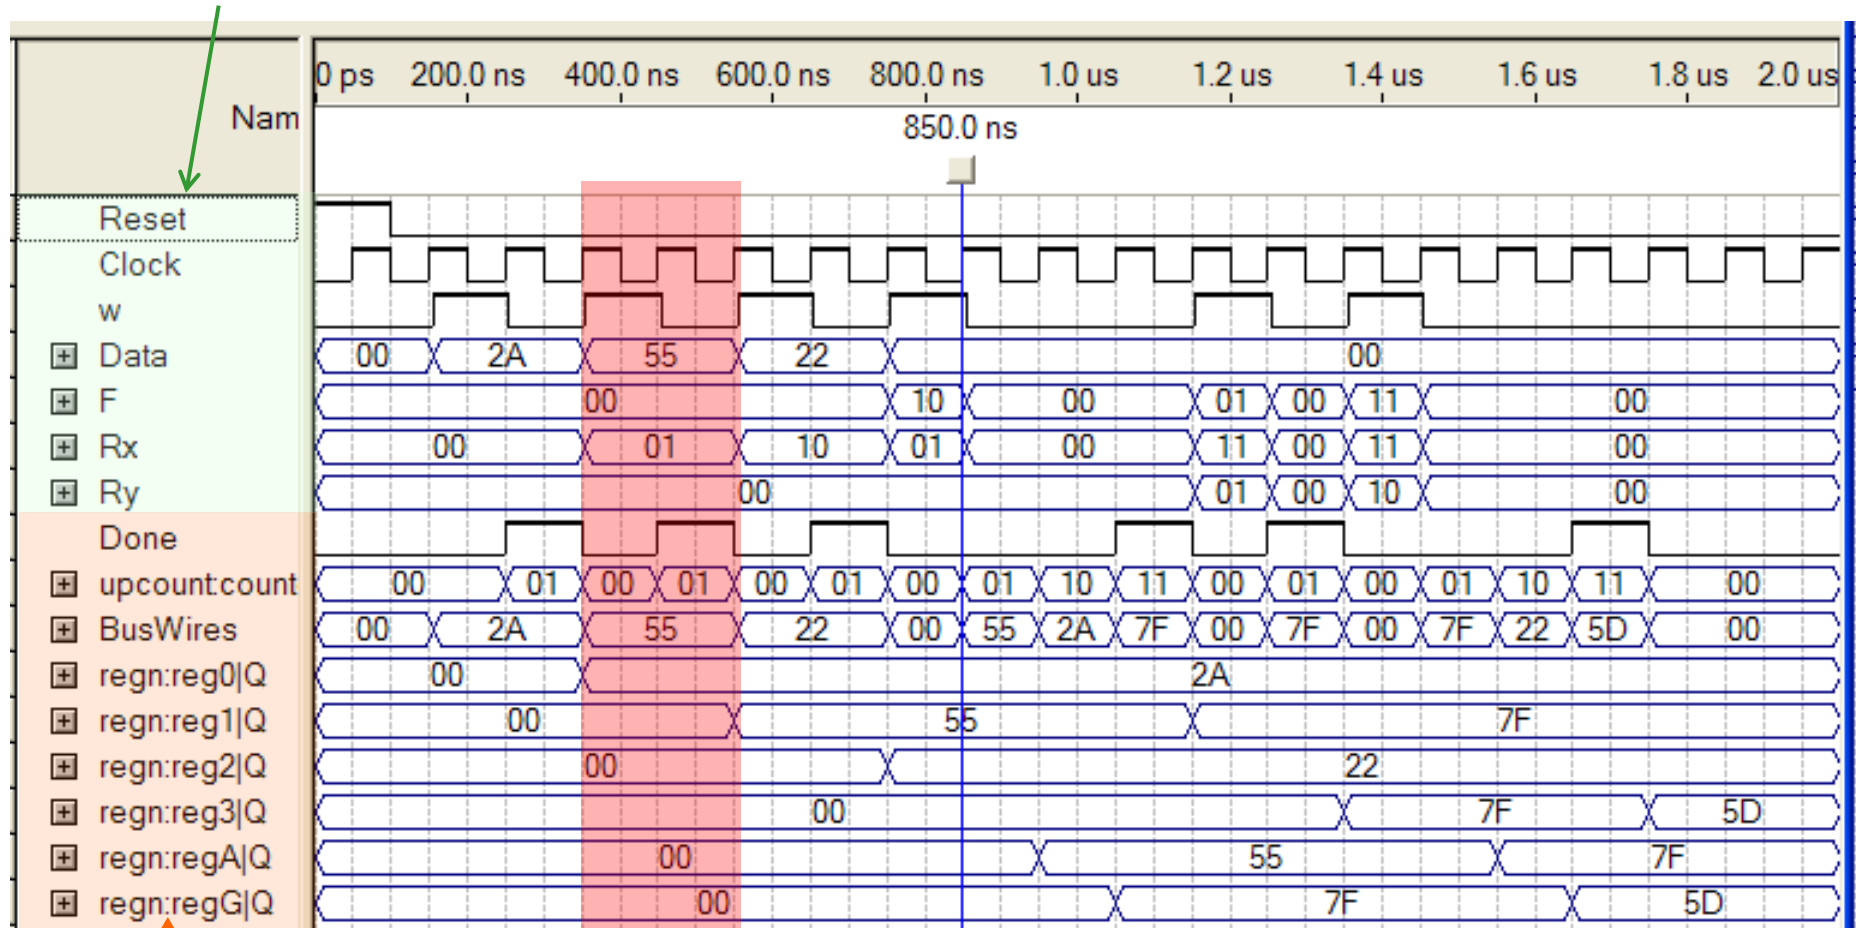 0 ps 200.0 ns 400.0 ns 600.0 ns 800.0 ns 1.0 us 1.2 us 1.4 us 1.6 us 1.8 us 2.0 us
Nam
850.0 ns
Reset
Clock
w
Data 00 2A 55 22 00
F 00 10 00 01 00 11 00
Rx 00 01 10 01 00 11 00 11 00
Ry 00 01 00 10 00
Done
upcount:count 00 01 00 01 00 01 00 01 10 11 00 01 00 01 10 11 00
BusWires 00 2A 55 22 00 55 2A 7F 00 7F 00 7F 22 5D 00
regn:reg0|Q 00 2A
regn:reg1|Q 00 55 7F
regn:reg2|Q 00 22
regn:reg3|Q 00 7F 5D
regn:regA|Q 00 55 7F
regn:regG|Q 00 7F 5D